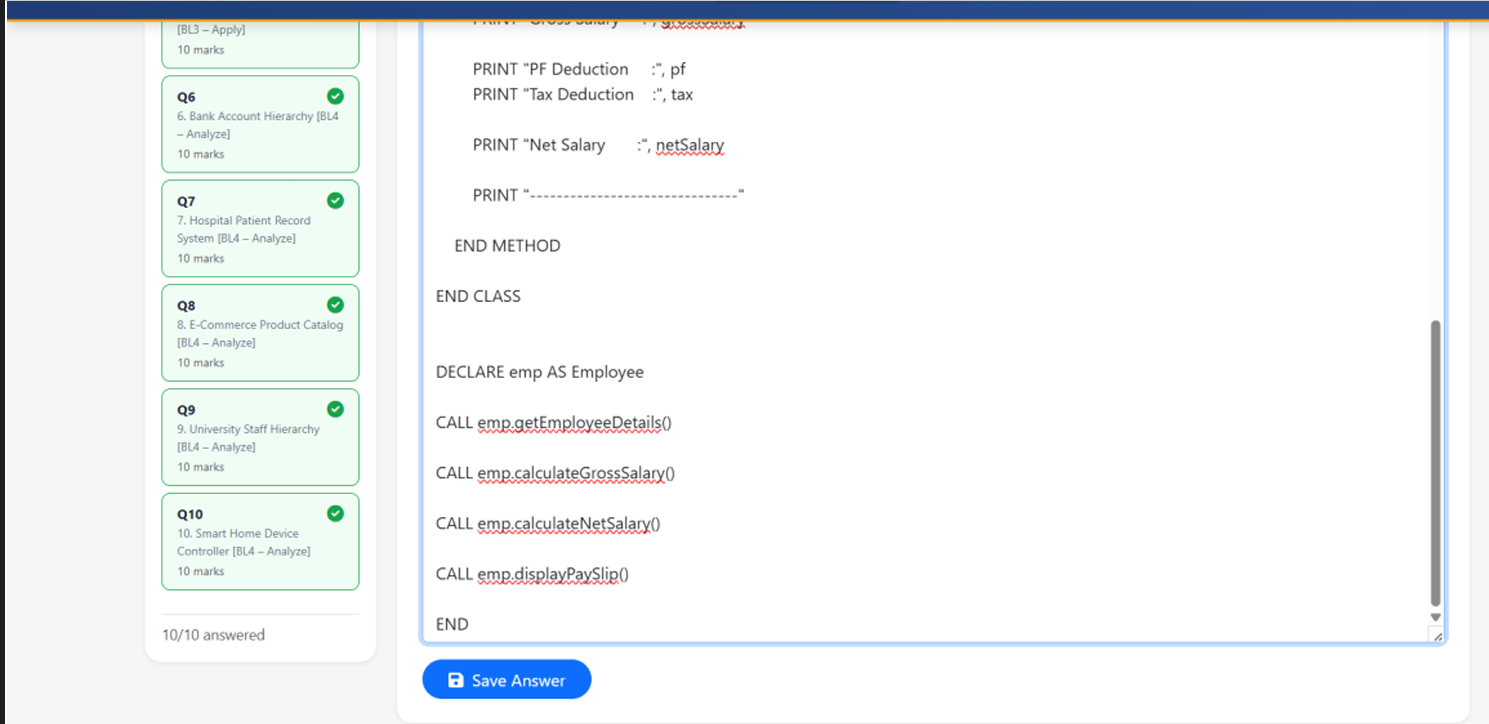 [BL3 – Apply]
10 marks
Q6
6. Bank Account Hierarchy [BL4
– Analyze]
10 marks
Q7
7. Hospital Patient Record
System [BL4 – Analyze]
10 marks
Q8
8. E-Commerce Product Catalog
[BL4 – Analyze]
10 marks
Q9
9. University Staff Hierarchy
[BL4 – Analyze]
10 marks
Q10
10. Smart Home Device
Controller [BL4 – Analyze]
10 marks
10/10 answered
PRINT "Gross Salary :", grossSalary
PRINT "PF Deduction :", pf
PRINT "Tax Deduction :", tax
PRINT "Net Salary :", netSalary
PRINT "-------------------------------"
END METHOD
END CLASS
DECLARE emp AS Employee
CALL emp.getEmployeeDetails()
CALL emp.calculateGrossSalary()
CALL emp.calculateNetSalary()
CALL emp.displayPaySlip()
END
Save Answer